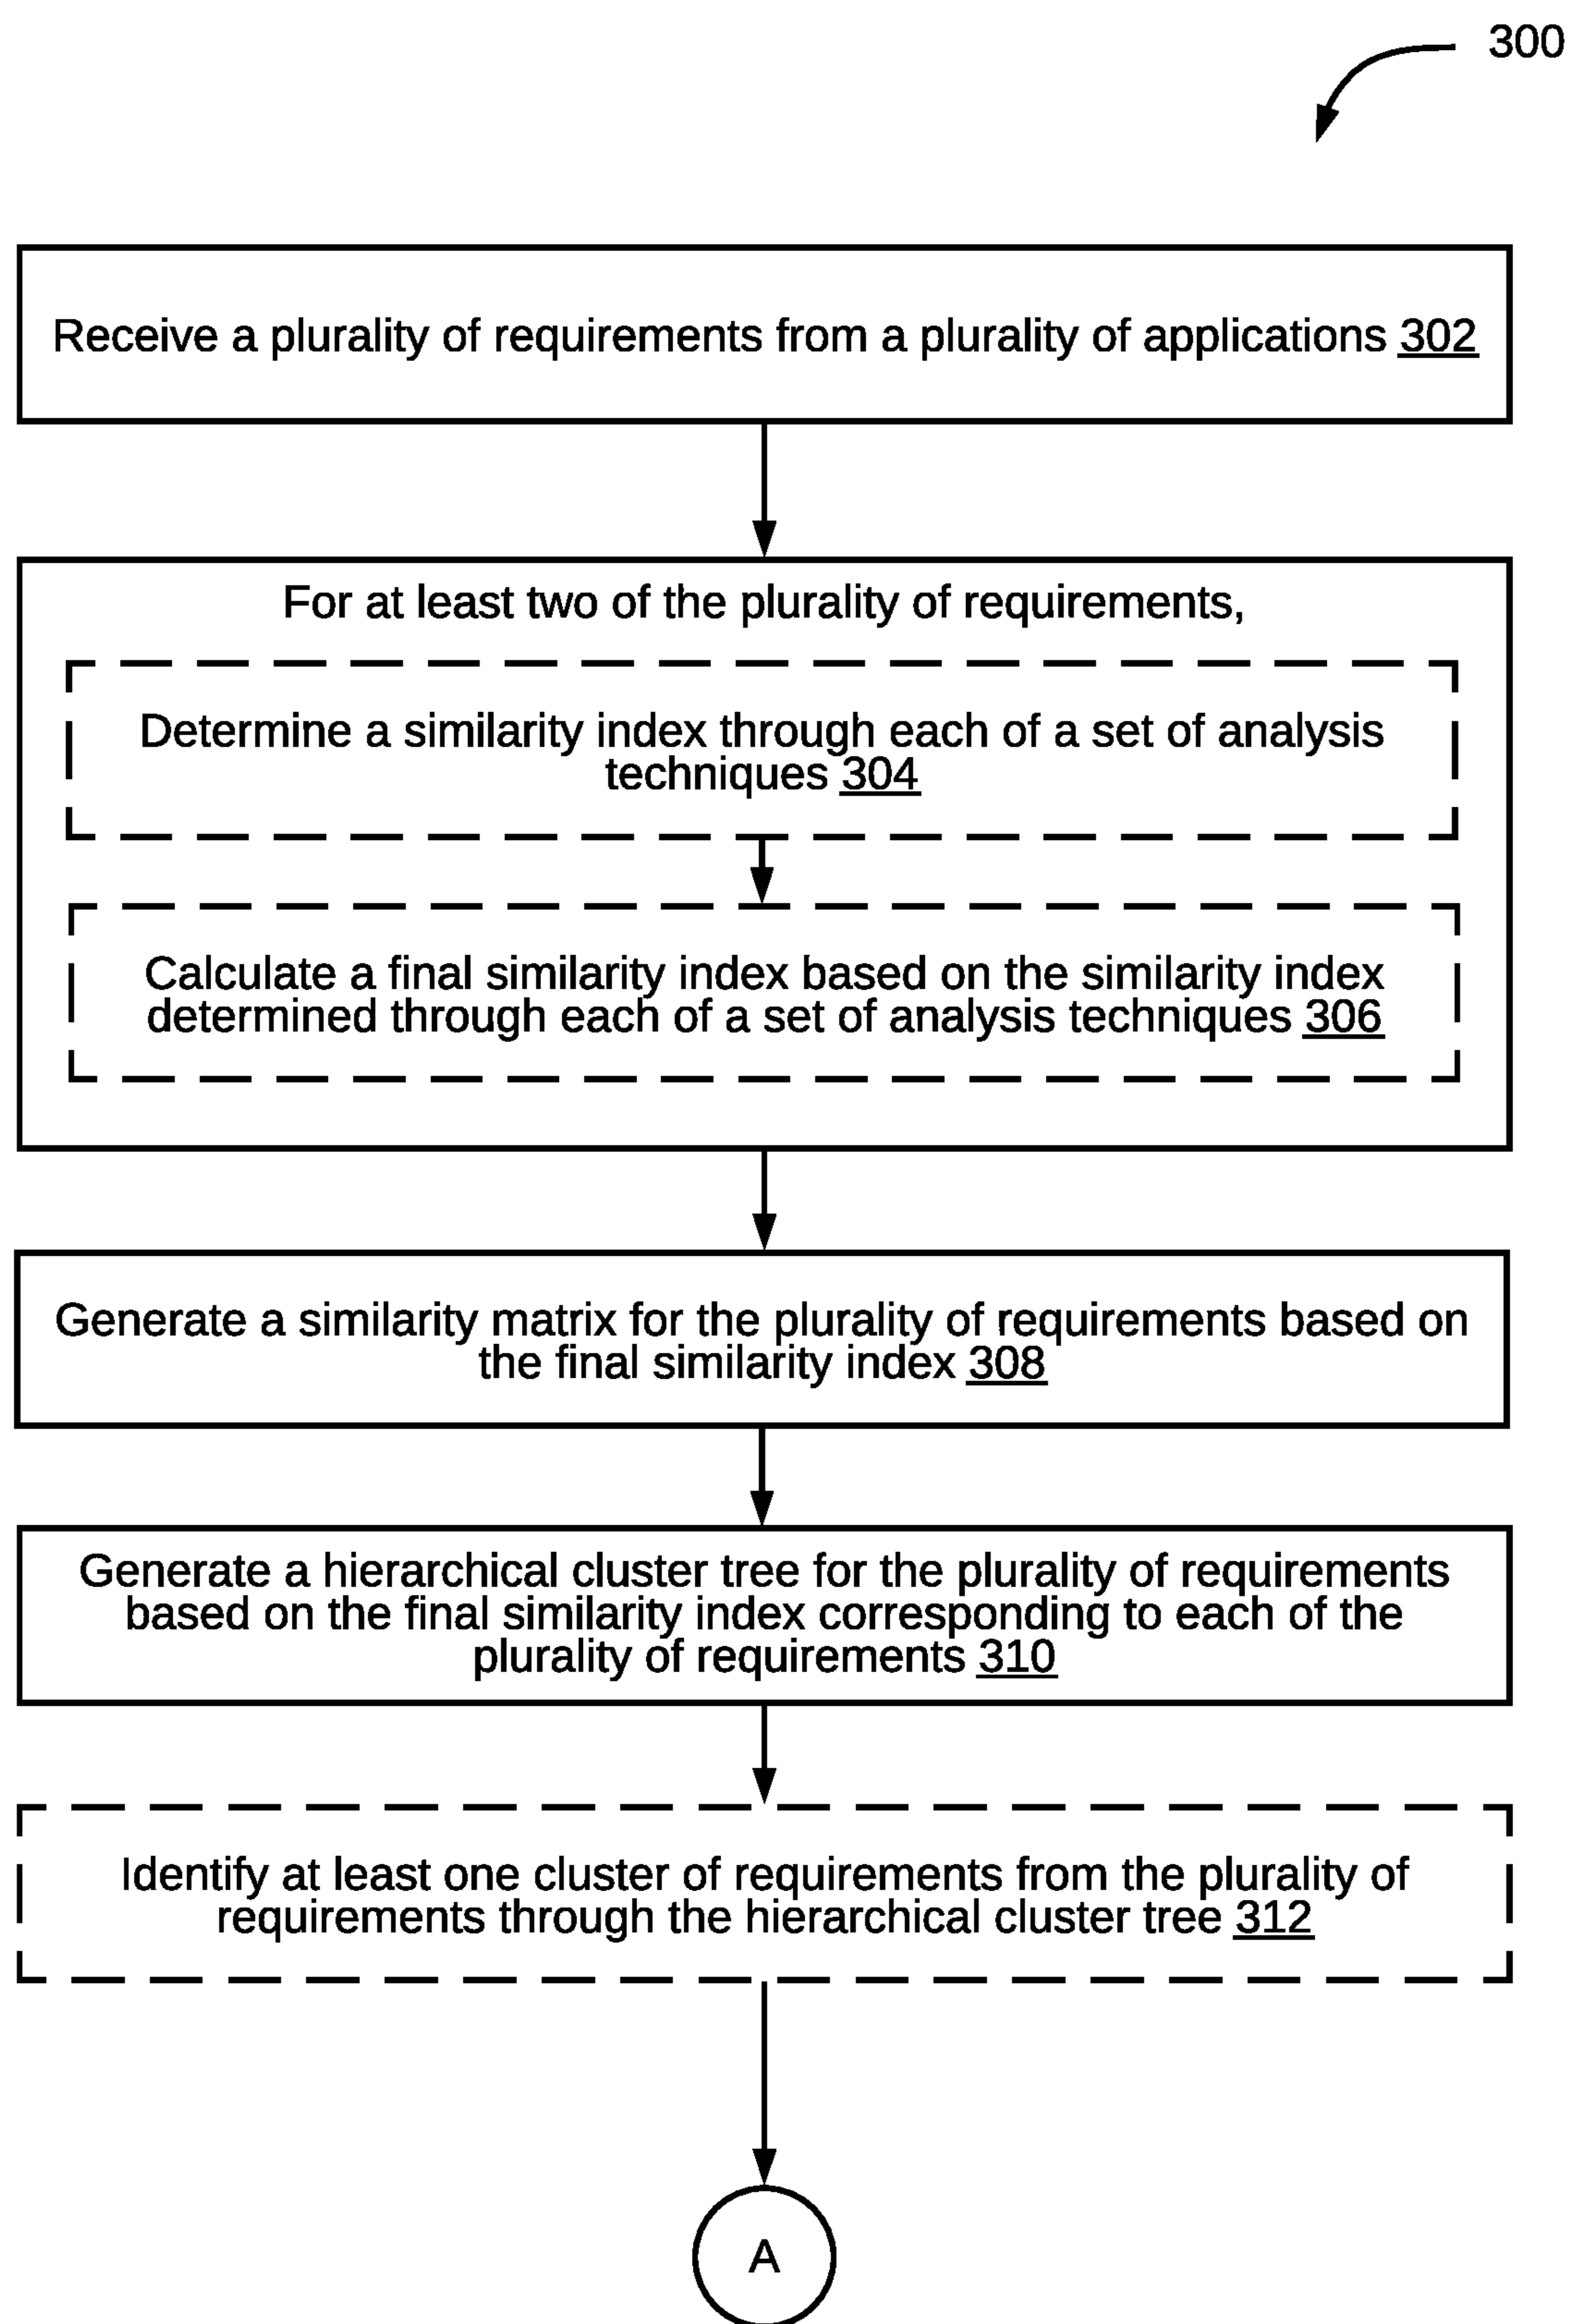 300
Receive a plurality of requirements from a plurality of applications 302
For at least two of the plurality of requirements,
Determine a similarity index through each of a set of analysis
techniques 304
Calculate a final similarity index based on the similarity index
determined through each of a set of analysis techniques 306
Generate a similarity matrix for the plurality of requirements based on
the final similarity index 308
Generate a hierarchical cluster tree for the plurality of requirements
based on the final similarity index corresponding to each of the
plurality of requirements 310
Identify at least one cluster of requirements from the plurality of
requirements through the hierarchical cluster tree 312
A